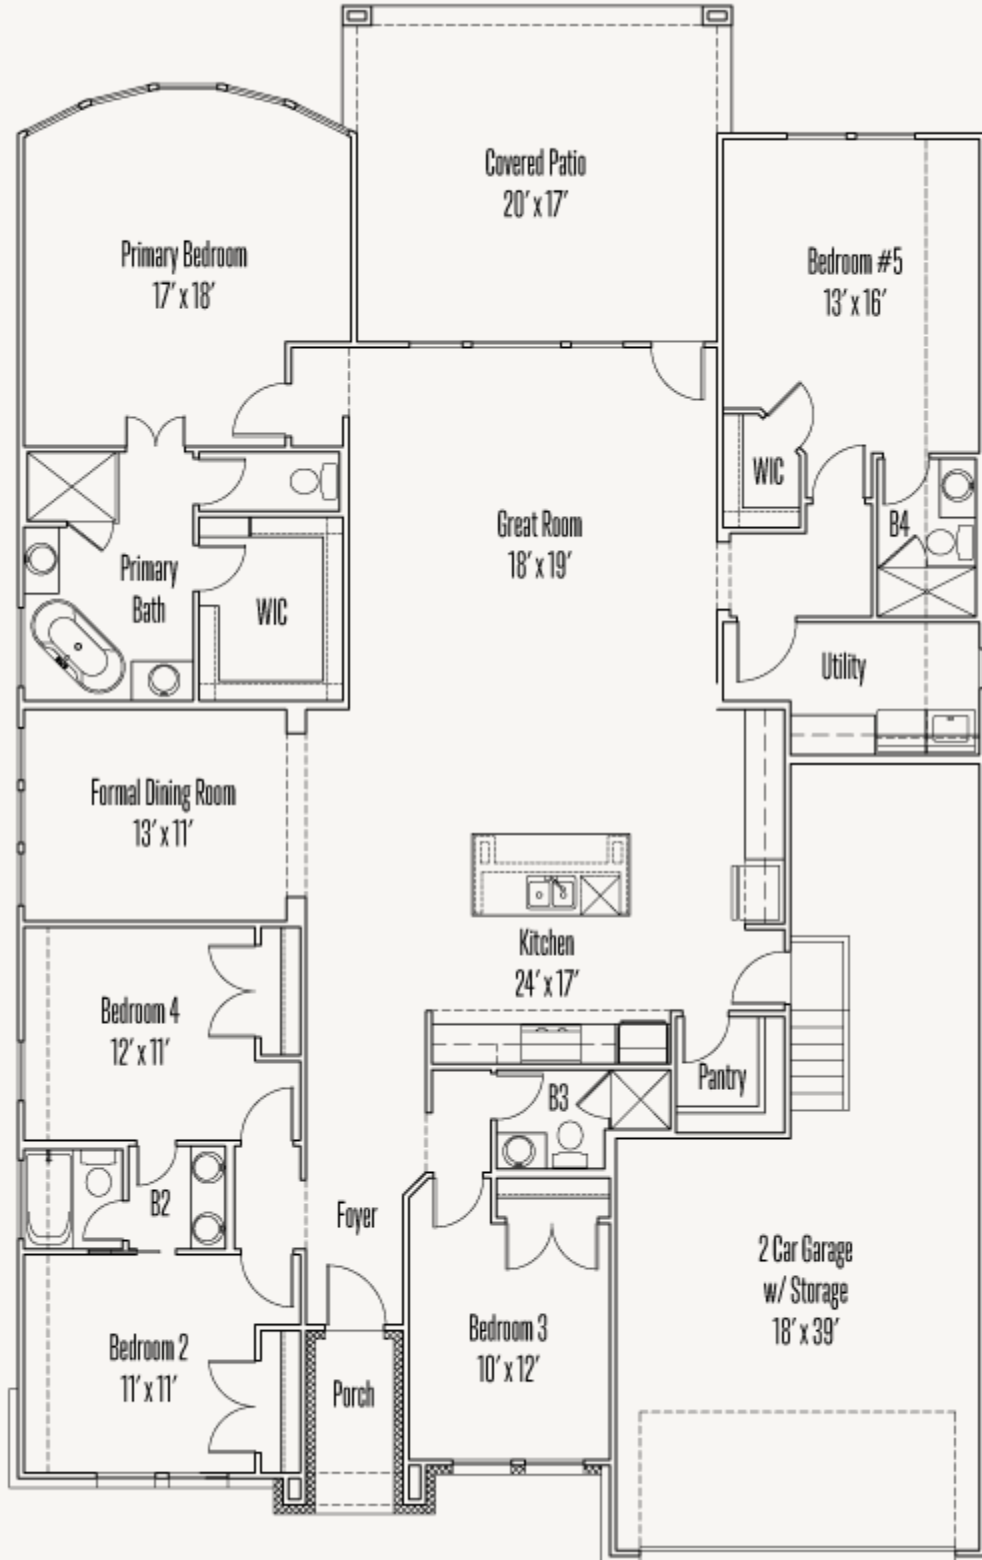 Covered Patio
20' x 17'
Primary Bedroom
17' x 18'
Bedroom #5
13' x 16'
WIC
Great Room
18' x 19'
B4
Primary
Bath
WIC
Utility
Formal Dining Room
13' x 11'
Kitchen
24' x 17'
Bedroom 4
12' x 11'
Pantry
B3
B2
Foyer
2 Car Garage
w/ Storage
18' x 39'
Bedroom 3
10' x 12'
Bedroom 2
11' x 11'
Porch